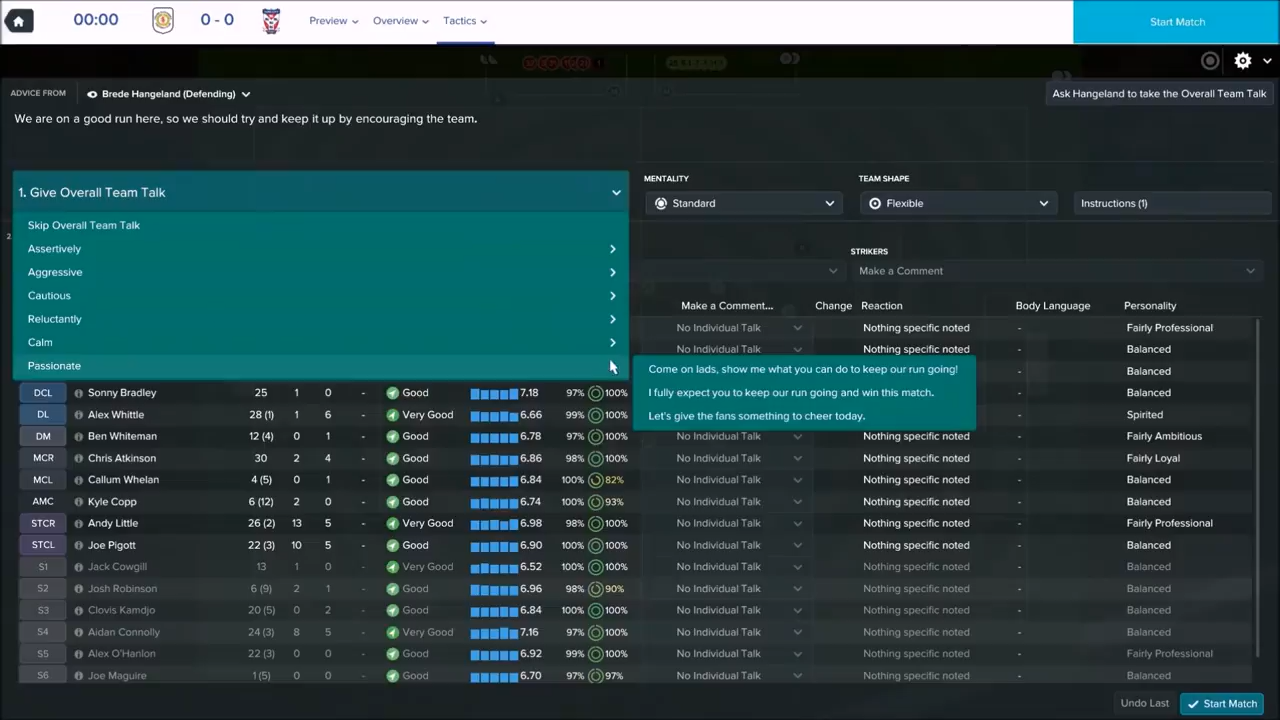 00:00 0 - 0 Preview Overview Tactics Start Match
ADVICE FROM Brede Hangeland (Defending) Ask Hangeland to take the Overall Team Talk
We are on a good run here, so we should try and keep it up by encouraging the team.
1. Give Overall Team Talk
MENTALITY TEAM SHAPE
Standard Flexible Instructions (1)
Skip Overall Team Talk
2
Assertively
STRIKERS
Aggressive
Make a Comment
Cautious
Reluctantly
Calm
Passionate
Make a Comment... Change Reaction Body Language Personality
No Individual Talk Nothing specific noted - Fairly Professional
No Individual Talk Nothing specific noted - Balanced
Balanced
Come on lads, show me what you can do to keep our run going!
I fully expect you to keep our run going and win this match.
Let's give the fans something to cheer today.
DCL Sonny Bradley 25 1 0 - Good 7.18 97% 100% - Balanced
DL Alex Whittle 28 (1) 1 6 - Very Good 6.66 99% 100% - Spirited
DM Ben Whiteman 12 (4) 0 1 - Good 6.78 97% 100% No Individual Talk Nothing specific noted - Fairly Ambitious
MCR Chris Atkinson 30 2 4 - Good 6.86 98% 100% No Individual Talk Nothing specific noted - Fairly Loyal
MCL Callum Whelan 4 (5) 0 1 - Good 6.84 100% 82% No Individual Talk Nothing specific noted - Balanced
AMC Kyle Copp 6 (12) 2 0 - Good 6.74 100% 93% No Individual Talk Nothing specific noted - Balanced
STCR Andy Little 26 (2) 13 5 - Very Good 6.98 98% 100% No Individual Talk Nothing specific noted - Fairly Professional
STCL Joe Pigott 22 (3) 10 5 - Good 6.90 100% 100% No Individual Talk Nothing specific noted - Balanced
S1 Jack Cowgill 13 1 0 - Very Good 6.52 100% 100% No Individual Talk Nothing specific noted - Balanced
S2 Josh Robinson 6 (9) 2 1 - Good 6.96 98% 90% No Individual Talk Nothing specific noted - Balanced
S3 Clovis Kamdjo 20 (5) 0 2 - Good 6.84 100% 100% No Individual Talk Nothing specific noted - Balanced
S4 Aidan Connolly 24 (3) 8 5 - Very Good 7.16 97% 100% No Individual Talk Nothing specific noted - Balanced
S5 Alex O'Hanlon 22 (3) 0 0 - Good 6.92 99% 100% No Individual Talk Nothing specific noted - Fairly Professional
S6 Joe Maguire 1 (5) 0 0 - Good 6.70 97% 97% No Individual Talk Nothing specific noted - Balanced
Undo Last Start Match